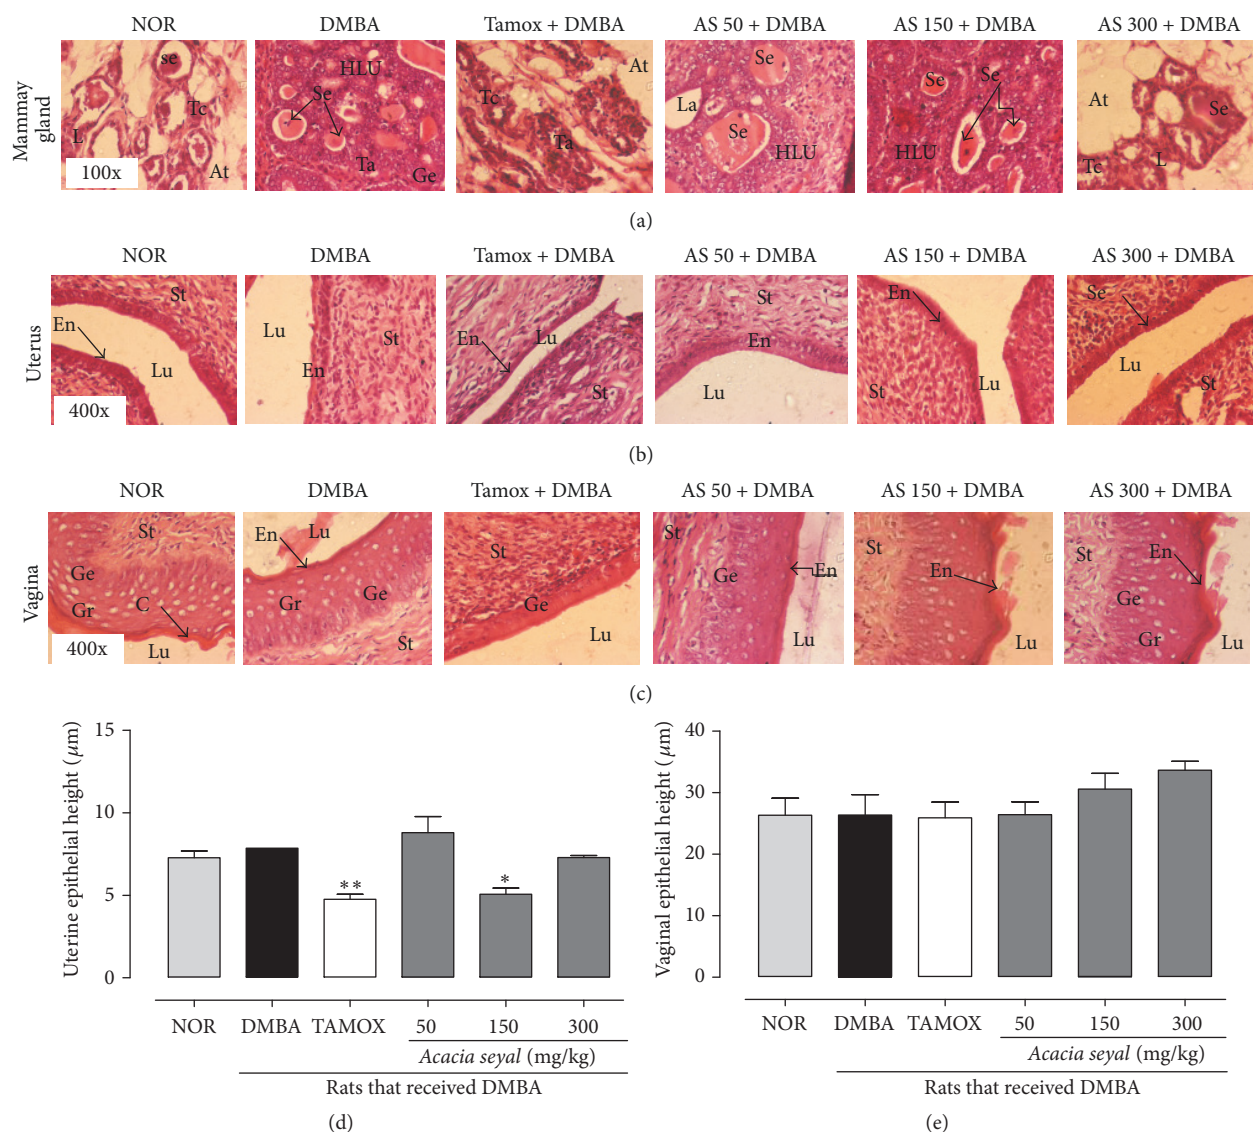 NOR DMBA Tamox + DMBA AS 50 + DMBA AS 150 + DMBA AS 300 + DMBA
Mammay gland
se Tc L At 100x
HLU Se Ta Ge
At Tc Ta
Se La Se HLU
Se Se HLU
At Se L Tc
(a)
NOR DMBA Tamox + DMBA AS 50 + DMBA AS 150 + DMBA AS 300 + DMBA
Uterus
St En Lu 400x
Lu St En
Lu En St
St En Lu
En St Lu
Se Lu St
(b)
NOR DMBA Tamox + DMBA AS 50 + DMBA AS 150 + DMBA AS 300 + DMBA
Vagina
St Ge Gr C Lu 400x
En Lu Gr Ge St
St Ge Lu
St Ge En Lu
St En Lu
St En Ge Gr Lu
(c)
Uterine epithelial height (μm)
15
10
5
0
** *
NOR DMBA TAMOX 50 150 300
Acacia seyal (mg/kg)
Rats that received DMBA
(d)
Vaginal epithelial height (μm)
40
30
20
10
0
NOR DMBA TAMOX 50 150 300
Acacia seyal (mg/kg)
Rats that received DMBA
(e)